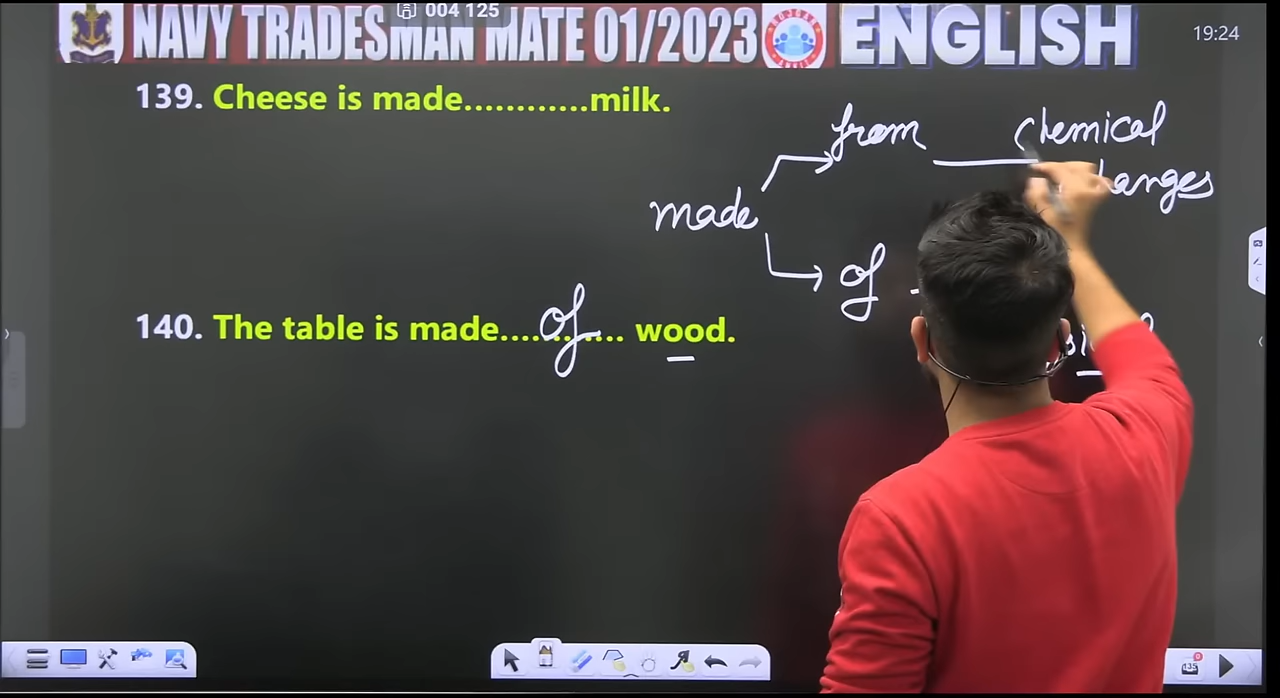 004 125
NAVY TRADESMAN MATE 01/2023 ENGLISH
19:24
139. Cheese is made............milk.
from chemical
changes
made
of
140. The table is made............ wood.
of
135